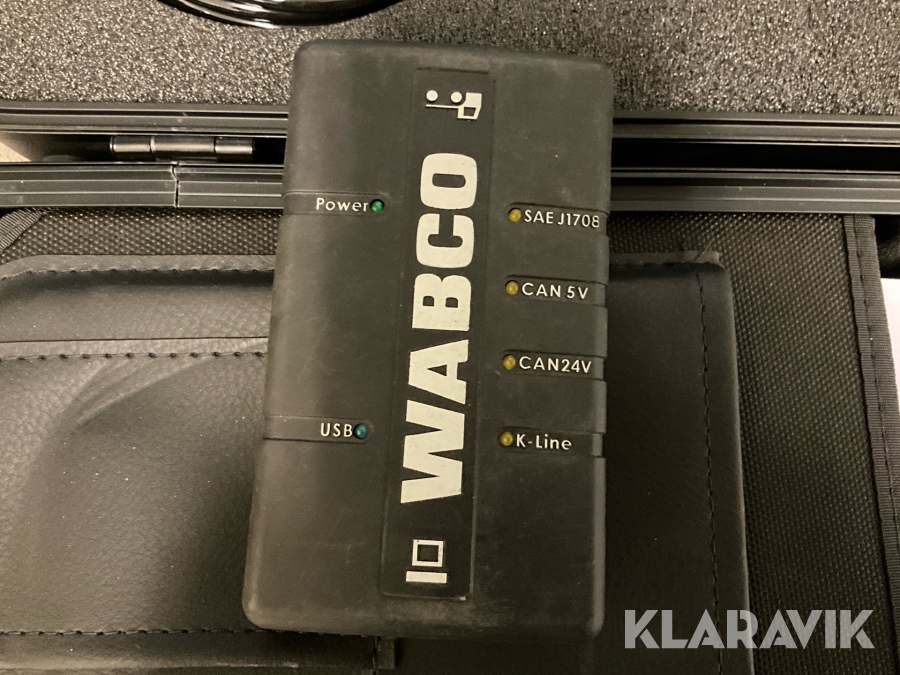 Power
USB
WABCO
SAE J1708
CAN 5V
CAN24V
K-Line
KLARAVIK